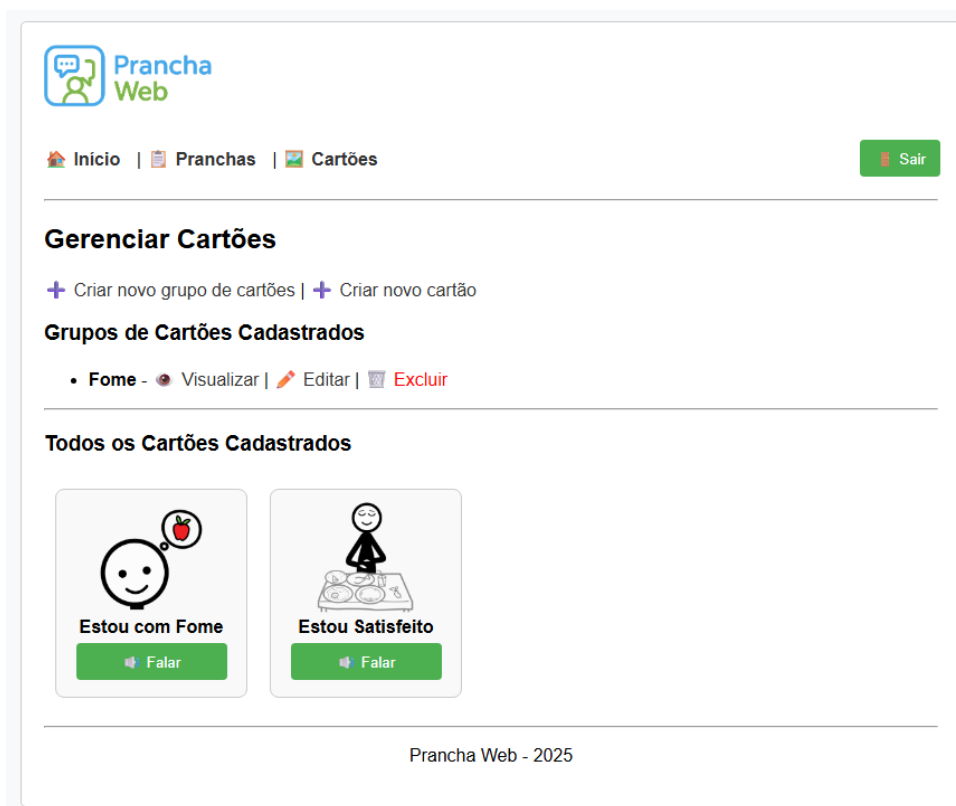 Prancha
Web
Início | Pranchas | Cartões
Sair
Gerenciar Cartões
Criar novo grupo de cartões | Criar novo cartão
Grupos de Cartões Cadastrados
• Fome - Visualizar | Editar | Excluir
Todos os Cartões Cadastrados
Estou com Fome
Falar
Estou Satisfeito
Falar
Prancha Web - 2025